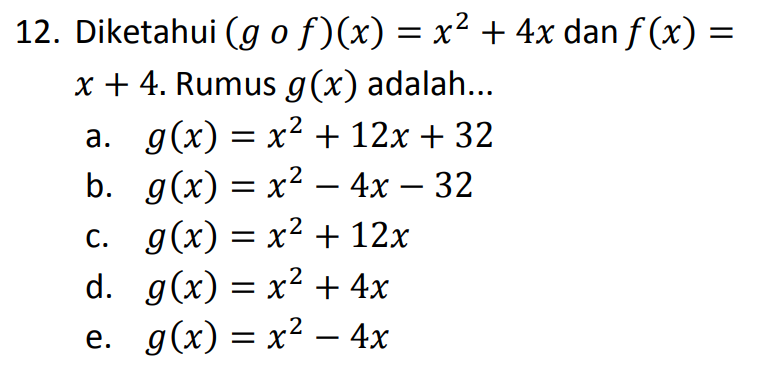 12. Diketahui (g o f)(x) = x² + 4x dan f(x) =
x + 4. Rumus g(x) adalah...
a. g(x) = x² + 12x + 32
b. g(x) = x² − 4x − 32
c. g(x) = x² + 12x
d. g(x) = x² + 4x
e. g(x) = x² − 4x